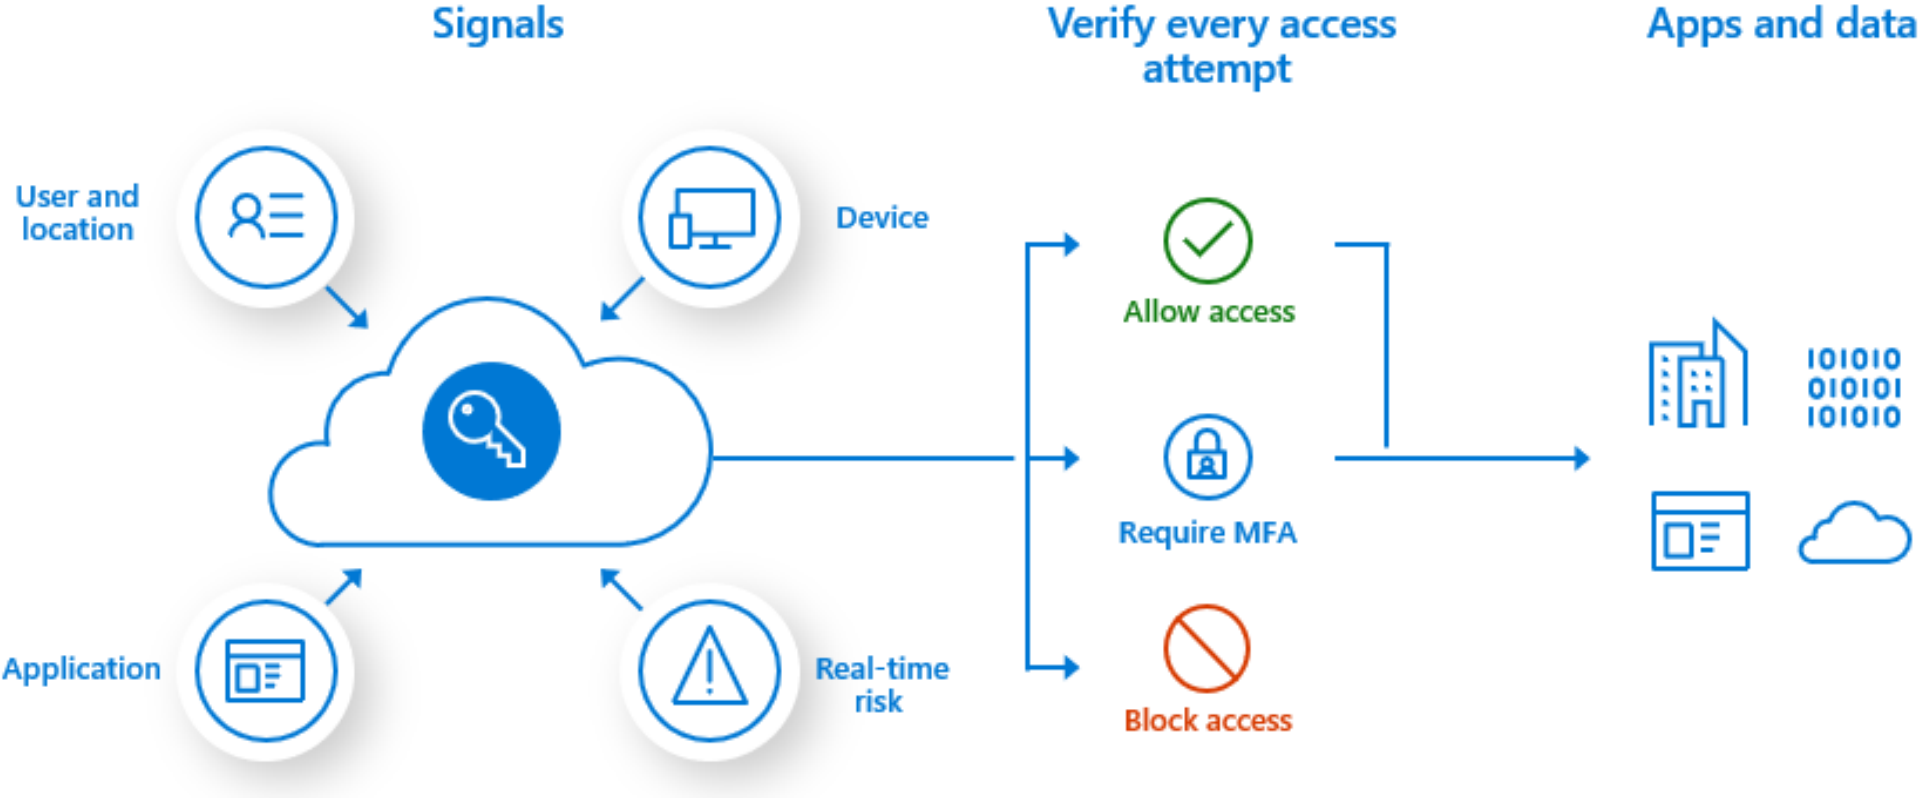 Signals
Verify every access
attempt
Apps and data
User and
location
Device
Allow access
101010
010101
101010
Require MFA
Application
Real-time
risk
Block access